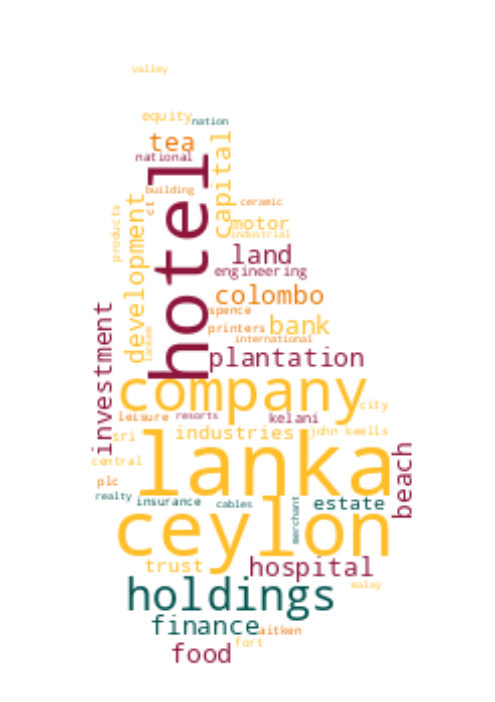 valley
equity
nation
tea
capital
national
hotel
building
ct
ceramic
products
development
motor
industrial
land
engineering
colombo
spence
investment
printers
bank
lanken
international
plantation
company
city
leisure
resorts
kelani
sri
industries
john keells
central
lanka
beach
plc
realty
insurance
cables
merchant
estate
ceylon
trust
hospital
malay
holdings
finance
aitken
fort
food